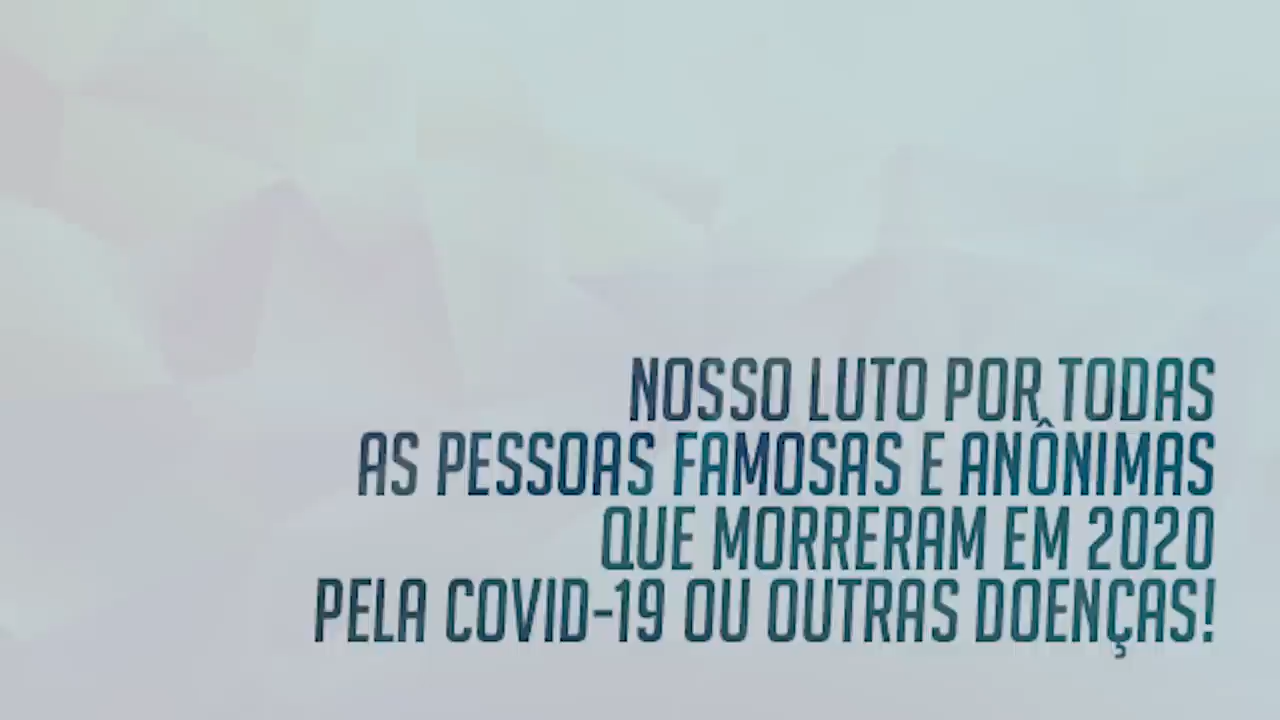 NOSSO LUTO POR TODAS
AS PESSOAS FAMOSAS E ANÔNIMAS
QUE MORRERAM EM 2020
PELA COVID-19 OU OUTRAS DOENÇAS!